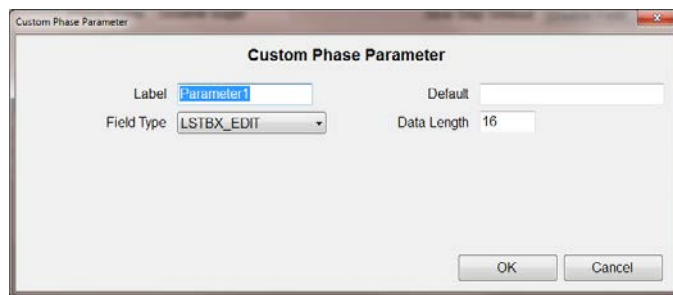 Custom Phase Parameter
Custom Phase Parameter
Label Parameter1 Default
Field Type LSTBX_EDIT Data Length 16
OK Cancel